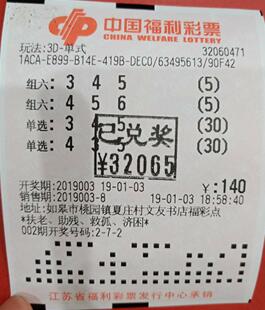 中国福利彩票
CHINA WELFARE LOTTERY
玩法:3D-单式 32060471
1ACA-E899-B14E-419B-DEC0/63495613/90F42
组六: 3 4 5 (5)
组六: 4 5 6 (5)
单选: 3 4 5 (30)
单选: 4 3 5 (30)
已兑奖
¥32065
开奖期:2019003 19-01-03 ¥:140
销售期:2019003-8 19-01-03 18:58:40
地址:如皋市桃园镇夏庄村文友书店福彩点
*扶老、助残、救孤、济困*
002期开奖号码:2-7-2
江苏省福利彩票发行中心承销